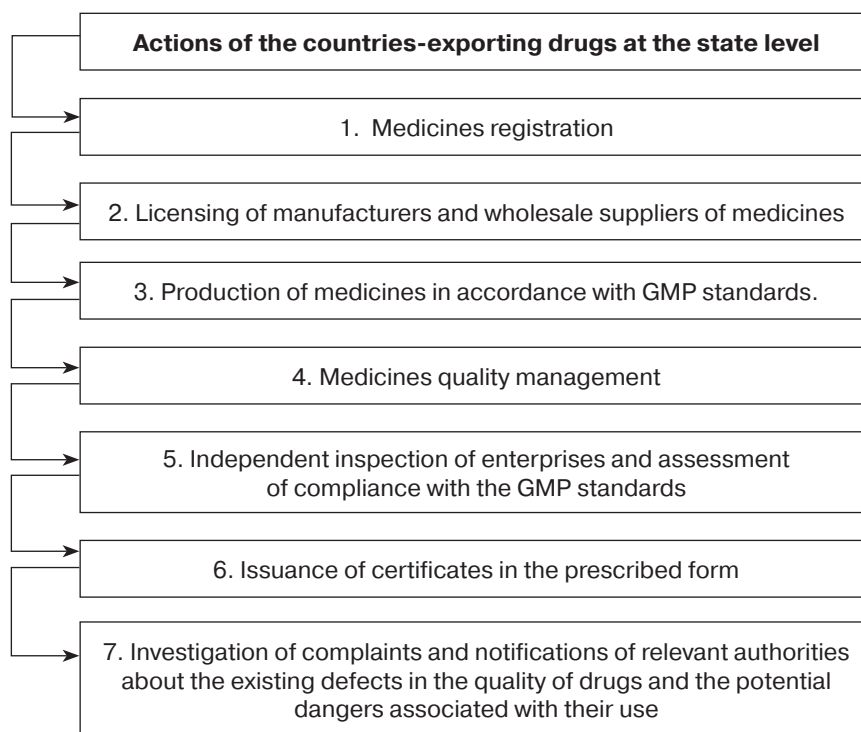 Actions of the countries-exporting drugs at the state level
1. Medicines registration
2. Licensing of manufacturers and wholesale suppliers of medicines
3. Production of medicines in accordance with GMP standards.
4. Medicines quality management
5. Independent inspection of enterprises and assessment
of compliance with the GMP standards
6. Issuance of certificates in the prescribed form
7. Investigation of complaints and notifications of relevant authorities
about the existing defects in the quality of drugs and the potential
dangers associated with their use